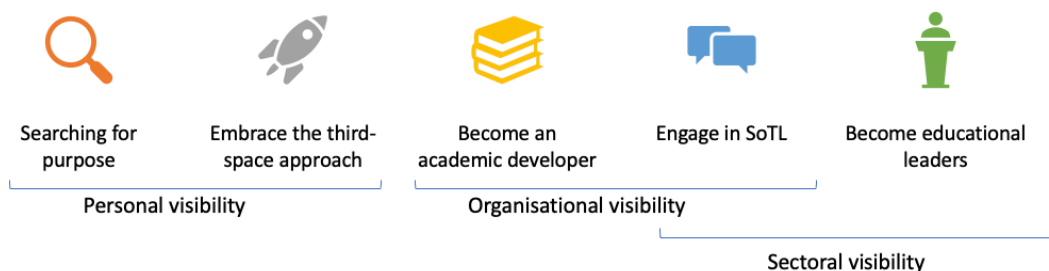 Searching for
purpose
Embrace the third-
space approach
Become an
academic developer
Engage in SoTL
Become educational
leaders
Personal visibility
Organisational visibility
Sectoral visibility